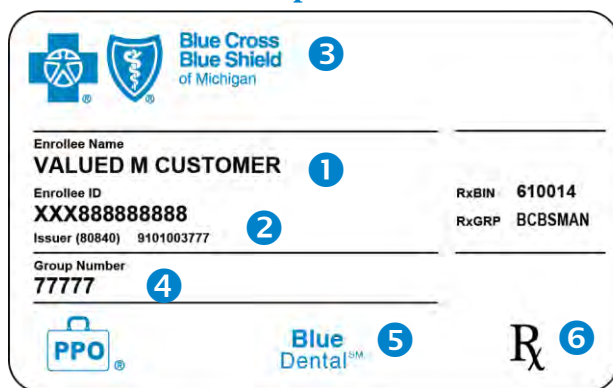 Blue Cross
Blue Shield
of Michigan
3
Enrollee Name
VALUED M CUSTOMER
1
Enrollee ID
XXX888888888
Issuer (80840) 9101003777
2
RxBIN 610014
RxGRP BCBSMAN
Group Number
77777
4
PPO ®
Blue
Dental℠
5
Rx
6
® ®